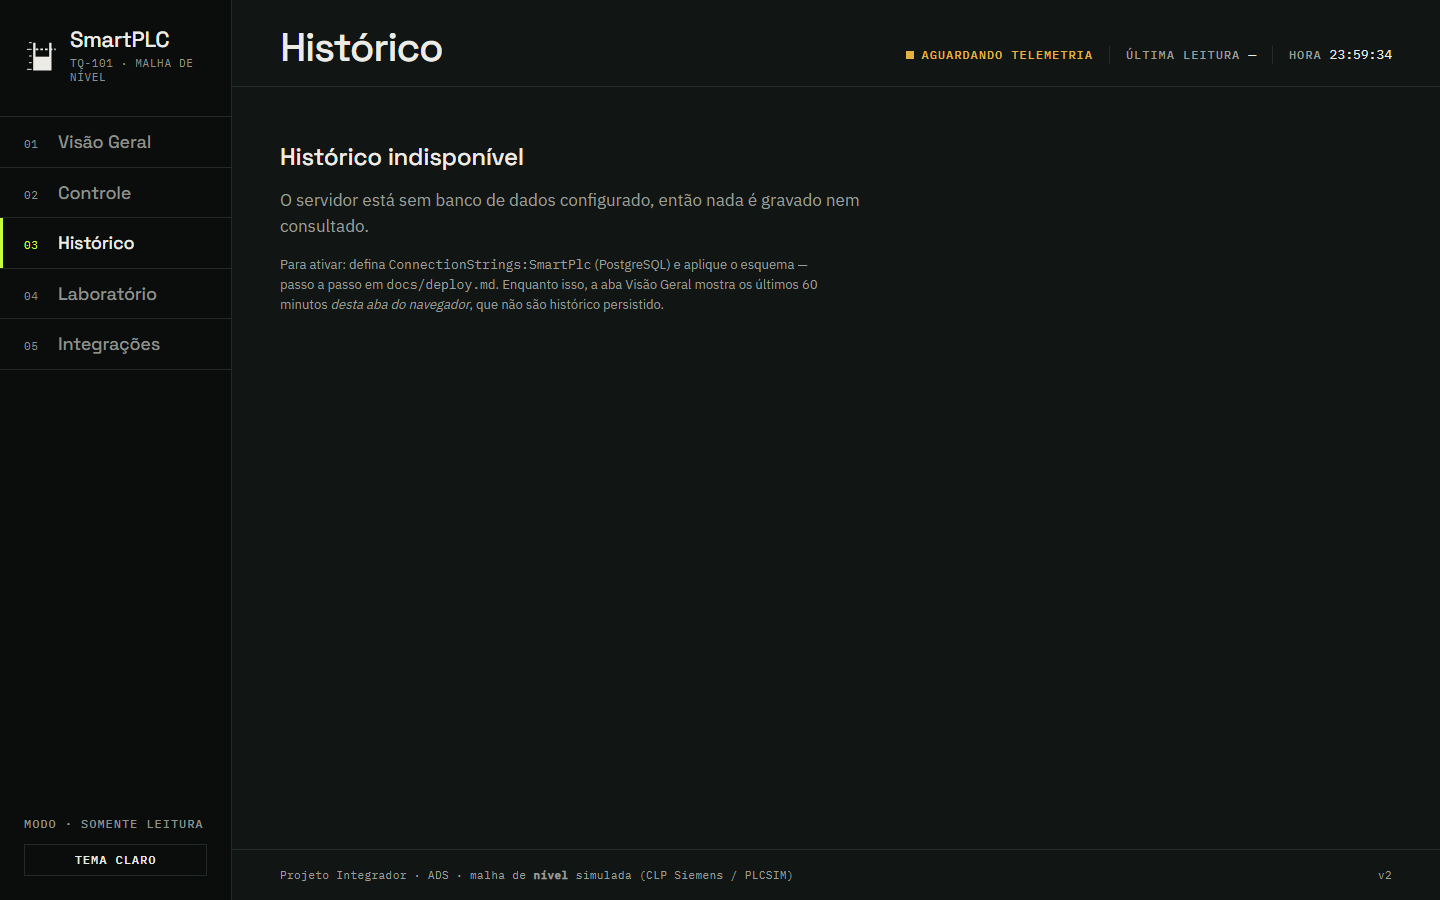 SmartPLC
TQ-101 · MALHA DE
NÍVEL
01 Visão Geral
02 Controle
03 Histórico
04 Laboratório
05 Integrações
MODO · SOMENTE LEITURA
TEMA CLARO
Histórico
AGUARDANDO TELEMETRIA ÚLTIMA LEITURA — HORA 23:59:34
Histórico indisponível
O servidor está sem banco de dados configurado, então nada é gravado nem
consultado.
Para ativar: defina ConnectionStrings:SmartPlc (PostgreSQL) e aplique o esquema —
passo a passo em docs/deploy.md. Enquanto isso, a aba Visão Geral mostra os últimos 60
minutos desta aba do navegador, que não são histórico persistido.
Projeto Integrador · ADS · malha de nível simulada (CLP Siemens / PLCSIM) v2